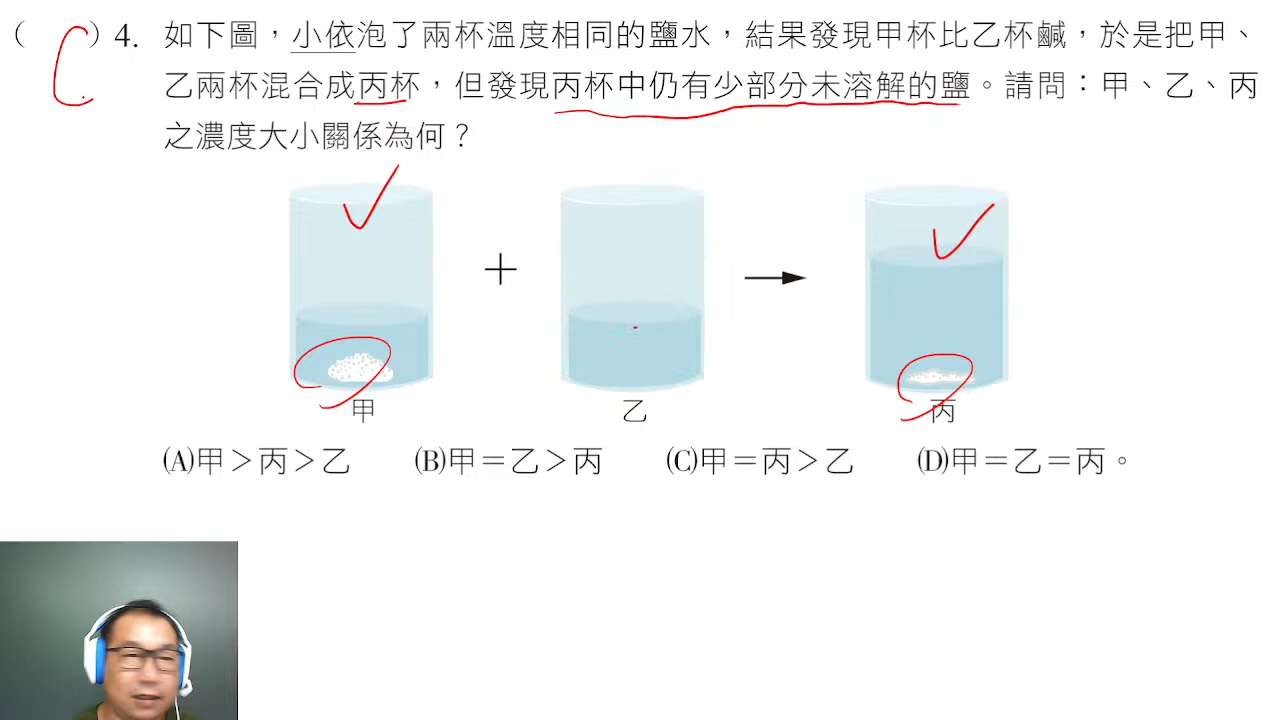 ( C ) 4. 如下圖，小依泡了兩杯溫度相同的鹽水，結果發現甲杯比乙杯鹹，於是把甲、
乙兩杯混合成丙杯，但發現丙杯中仍有少部分未溶解的鹽。請問：甲、乙、丙
之濃度大小關係為何？
+
甲 乙 丙
(A)甲＞丙＞乙 (B)甲＝乙＞丙 (C)甲＝丙＞乙 (D)甲＝乙＝丙。